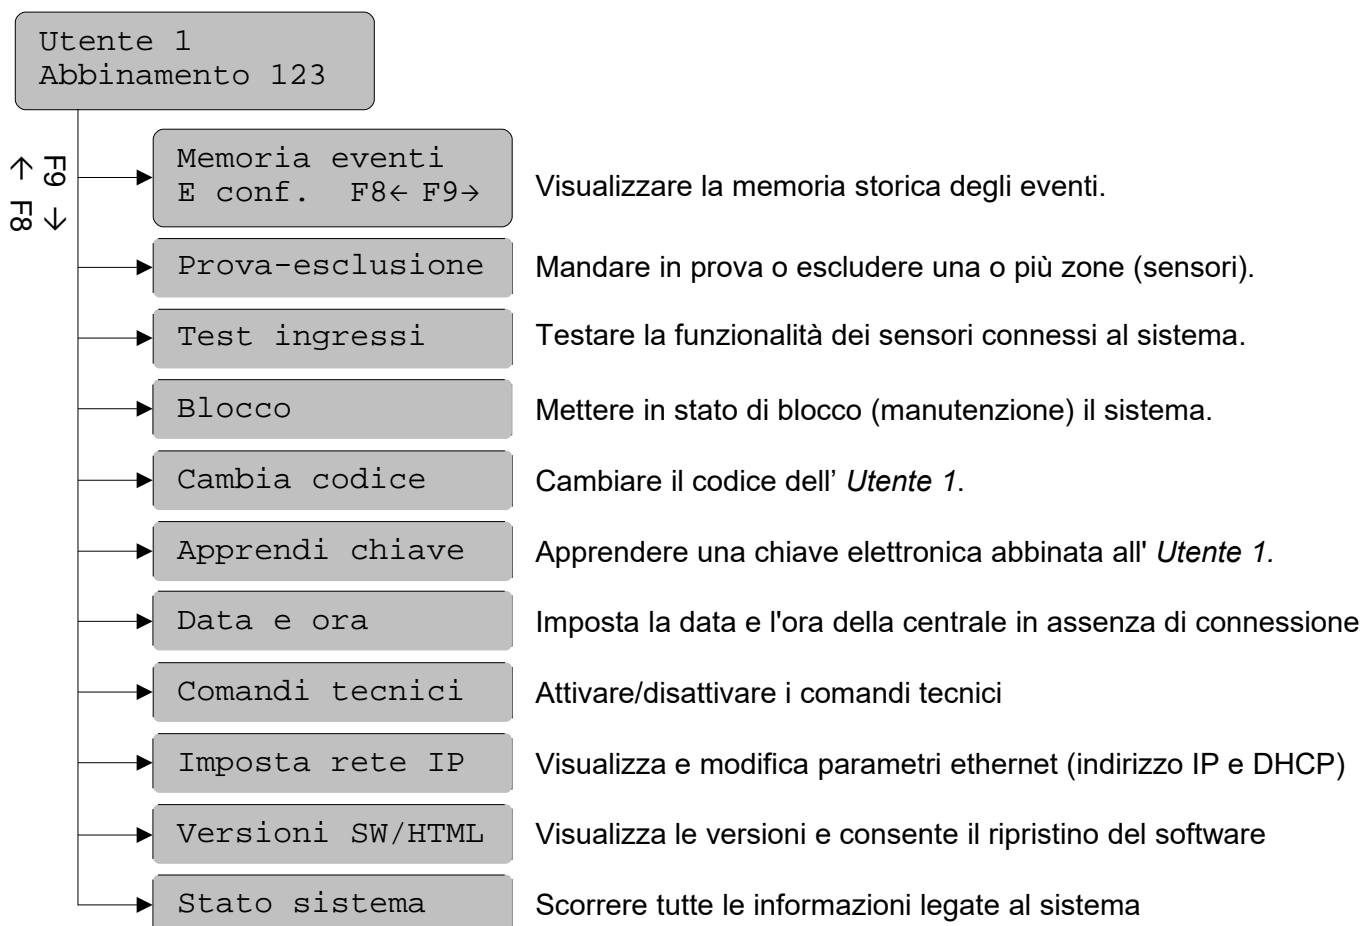 Utente 1
Abbinamento 123
F9 →
← F8
Memoria eventi
E conf. F8← F9→
Visualizzare la memoria storica degli eventi.
Prova-esclusione
Mandare in prova o escludere una o più zone (sensori).
Test ingressi
Testare la funzionalità dei sensori connessi al sistema.
Blocco
Mettere in stato di blocco (manutenzione) il sistema.
Cambia codice
Cambiare il codice dell’ Utente 1.
Apprendi chiave
Apprendere una chiave elettronica abbinata all' Utente 1.
Data e ora
Imposta la data e l'ora della centrale in assenza di connessione
Comandi tecnici
Attivare/disattivare i comandi tecnici
Imposta rete IP
Visualizza e modifica parametri ethernet (indirizzo IP e DHCP)
Versioni SW/HTML
Visualizza le versioni e consente il ripristino del software
Stato sistema
Scorrere tutte le informazioni legate al sistema